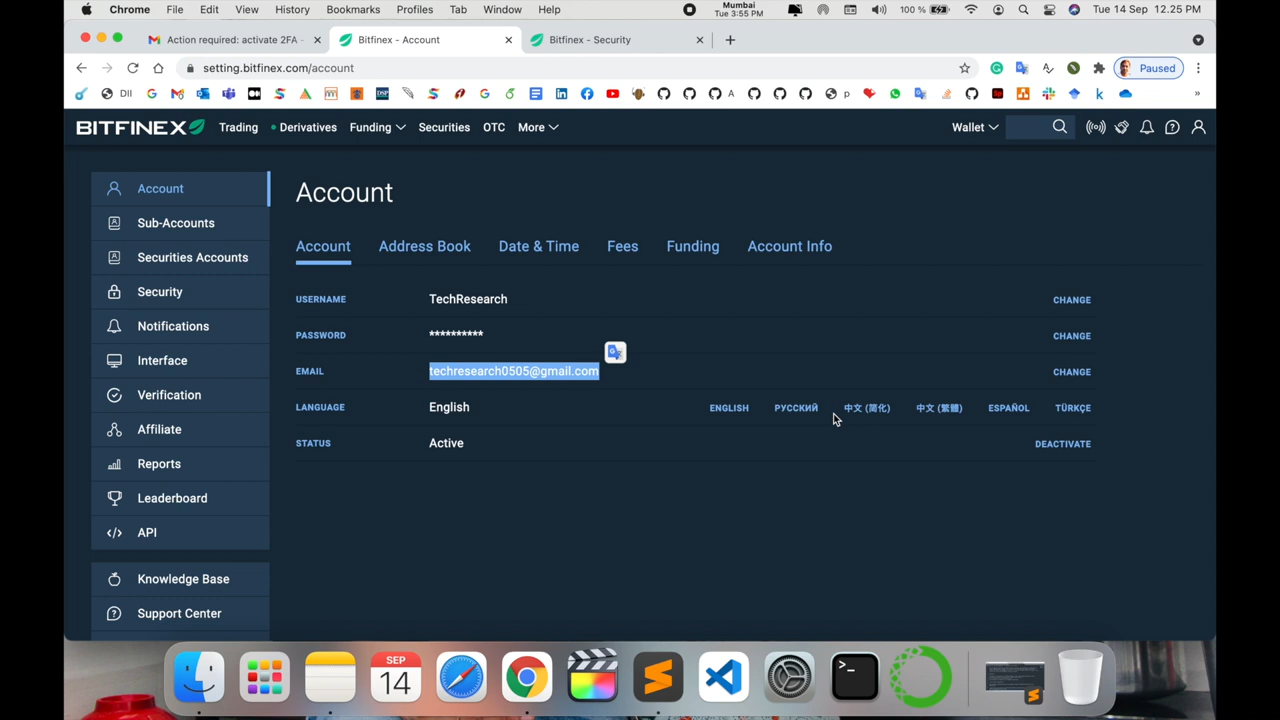 Chrome File Edit View History Bookmarks Profiles Tab Window Help Mumbai Tue 3:55 PM 100 % Tue 14 Sep 12.25 PM
Action required: activate 2FA - Bitfinex - Account Bitfinex - Security
setting.bitfinex.com/account Paused
DII A p k »
BITFINEX Trading Derivatives Funding Securities OTC More Wallet
Account
Sub-Accounts
Securities Accounts
Security
Notifications
Interface
Verification
Affiliate
Reports
Leaderboard
API
Knowledge Base
Support Center
Account
Account Address Book Date & Time Fees Funding Account Info
USERNAME TechResearch CHANGE
PASSWORD ********** CHANGE
EMAIL techresearch0505@gmail.com CHANGE
LANGUAGE English ENGLISH РУССКИЙ 中文 (简化) 中文 (繁體) ESPAÑOL TÜRKÇE
STATUS Active DEACTIVATE
SEP
14